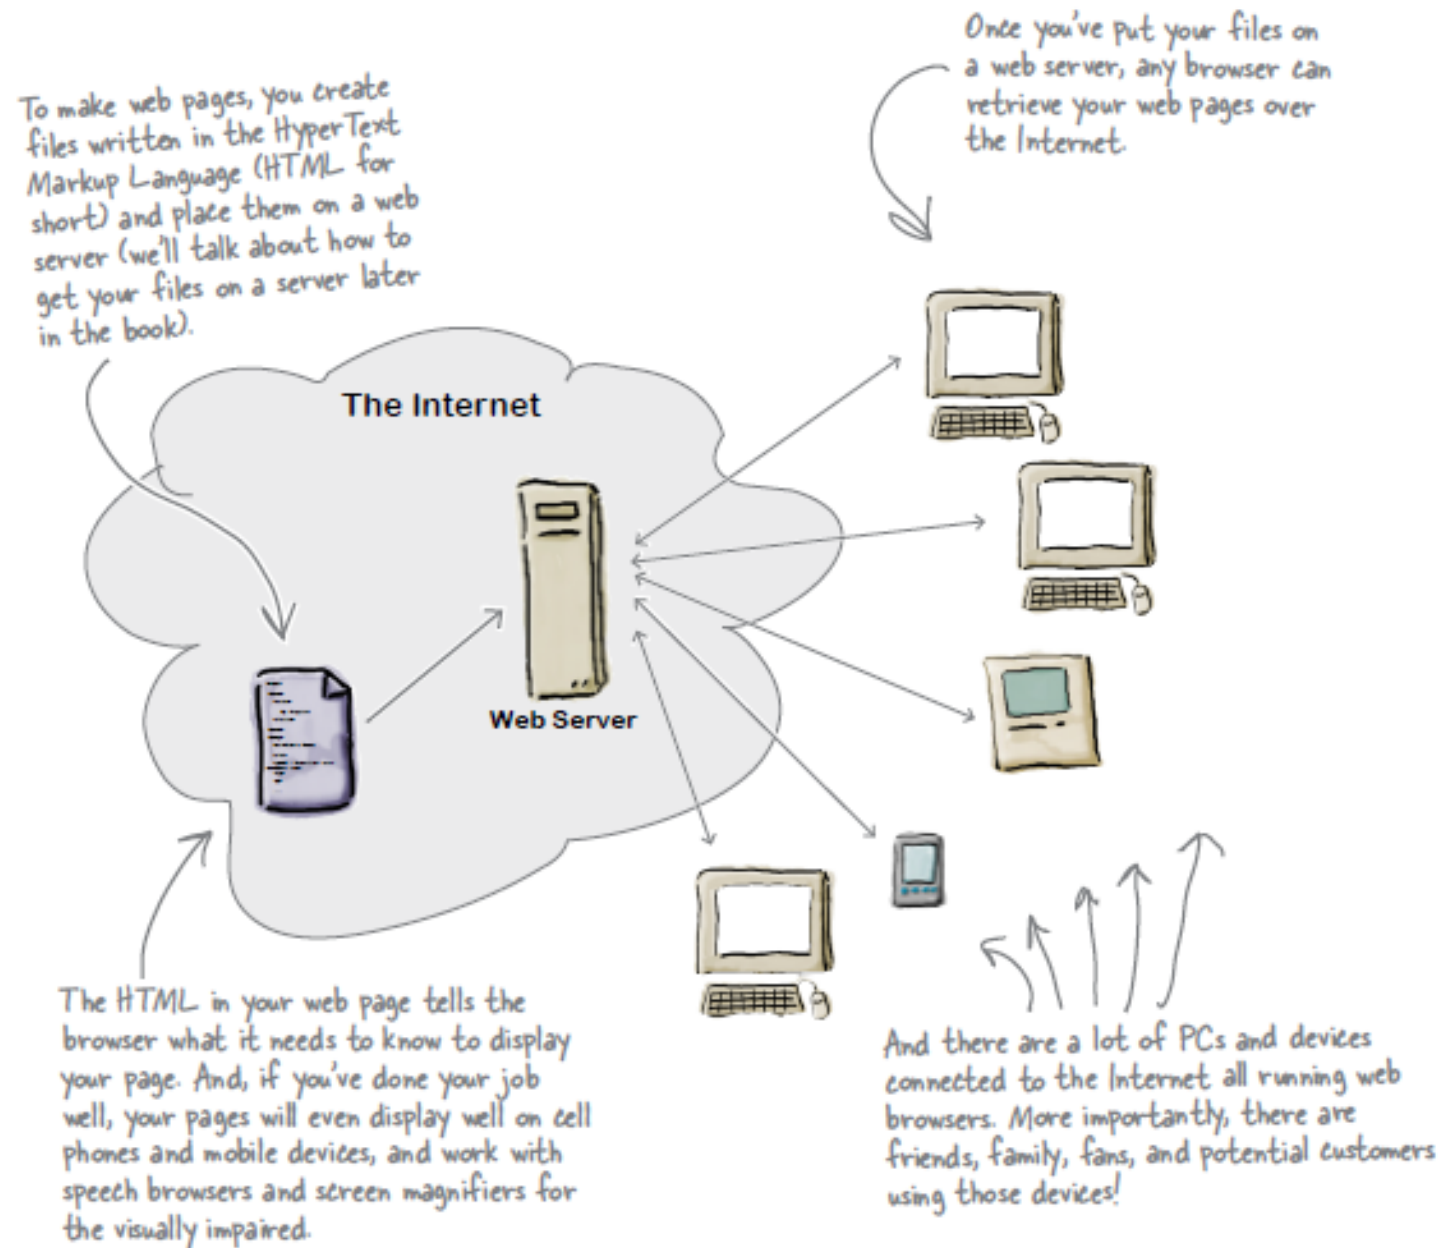 Once you've put your files on
a web server, any browser can
retrieve your web pages over
the Internet.
To make web pages, you create
files written in the HyperText
Markup Language (HTML for
short) and place them on a web
server (we'll talk about how to
get your files on a server later
in the book).
The Internet
Web Server
The HTML in your web page tells the
browser what it needs to know to display
your page. And, if you've done your job
well, your pages will even display well on cell
phones and mobile devices, and work with
speech browsers and screen magnifiers for
the visually impaired.
And there are a lot of PCs and devices
connected to the Internet all running web
browsers. More importantly, there are
friends, family, fans, and potential customers
using those devices!